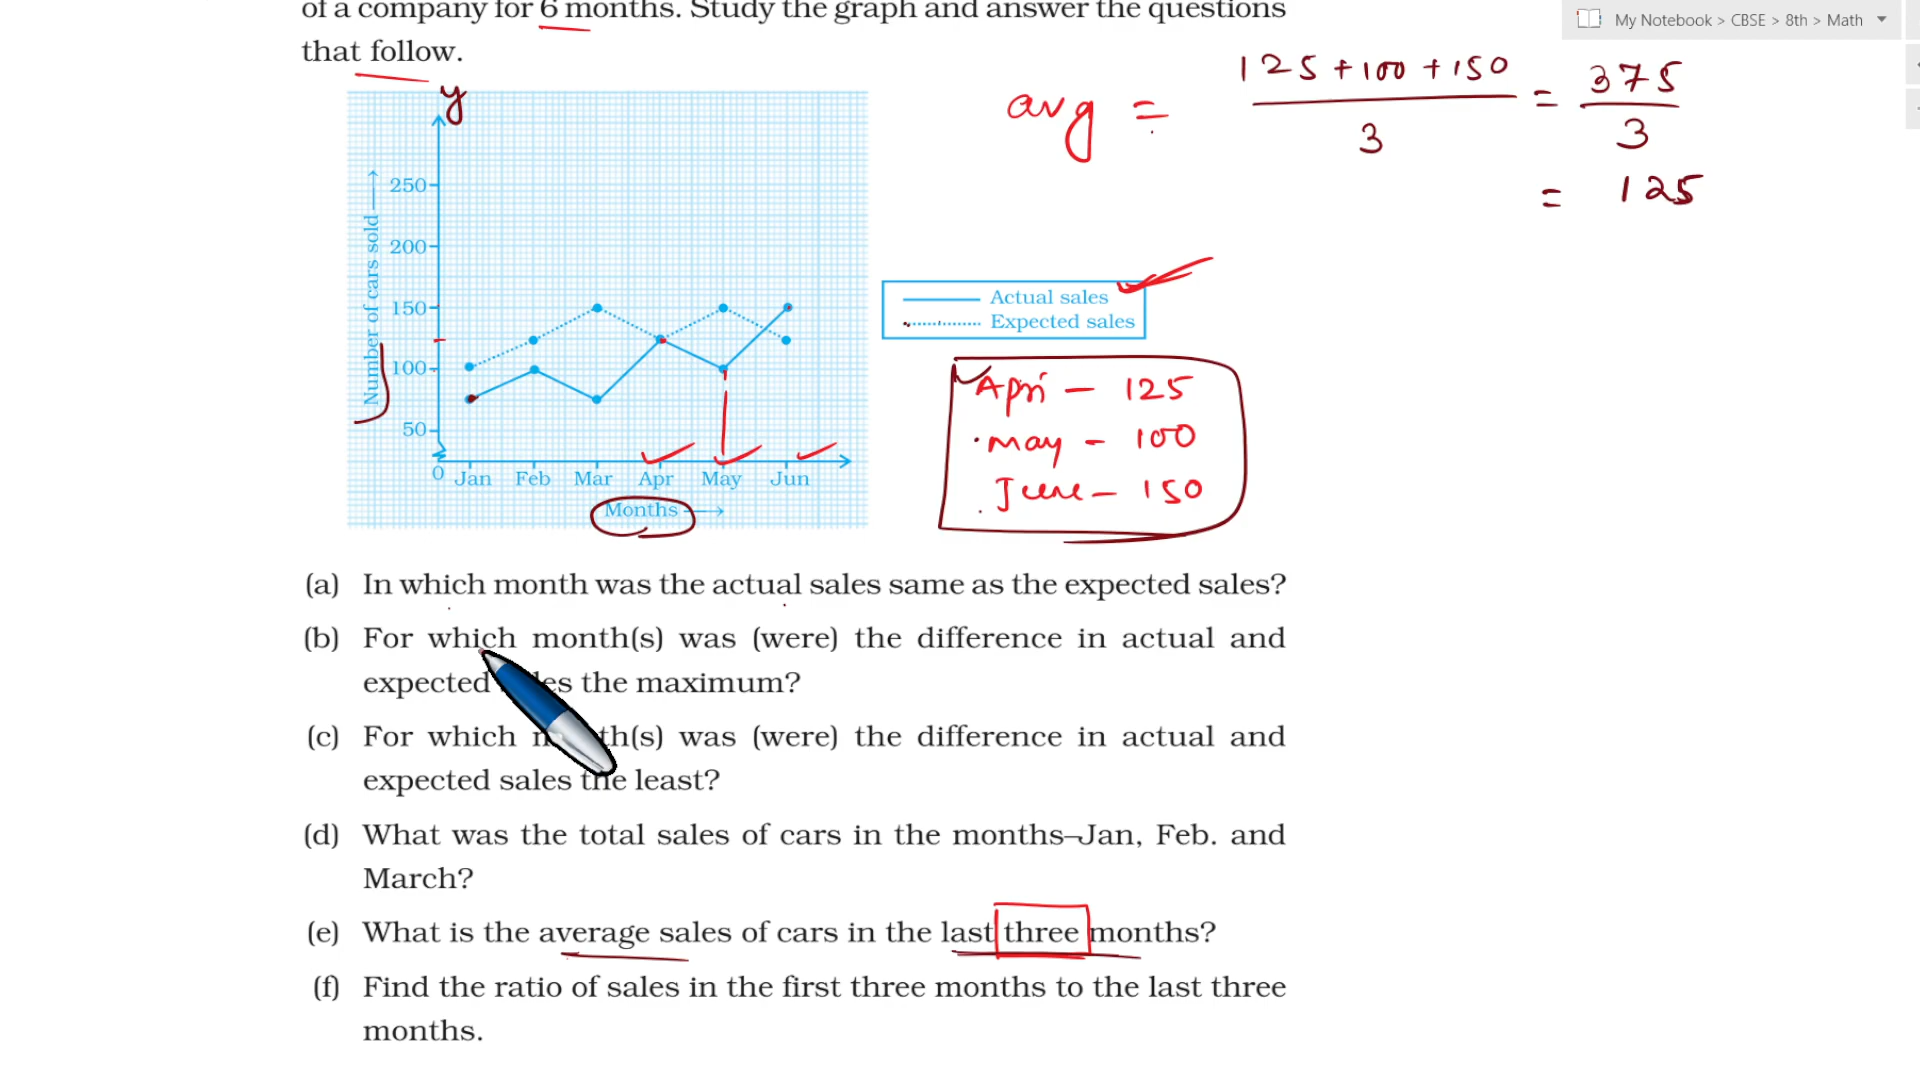 of a company for 6 months. Study the graph and answer the questions
that follow.
My Notebook > CBSE > 8th > Math
avg = 125+100+150 / 3 = 375 / 3
= 125
y
Number of cars sold
250
200
150
100
50
0
Jan Feb Mar Apr May Jun
Months
Actual sales
Expected sales
Apri – 125
may – 100
June – 150
(a) In which month was the actual sales same as the expected sales?
(b) For which month(s) was (were) the difference in actual and
expected the maximum?
(c) For which was (were) the difference in actual and
expected sales the least?
(d) What was the total sales of cars in the months–Jan, Feb. and
March?
(e) What is the average sales of cars in the last three months?
(f) Find the ratio of sales in the first three months to the last three
months.